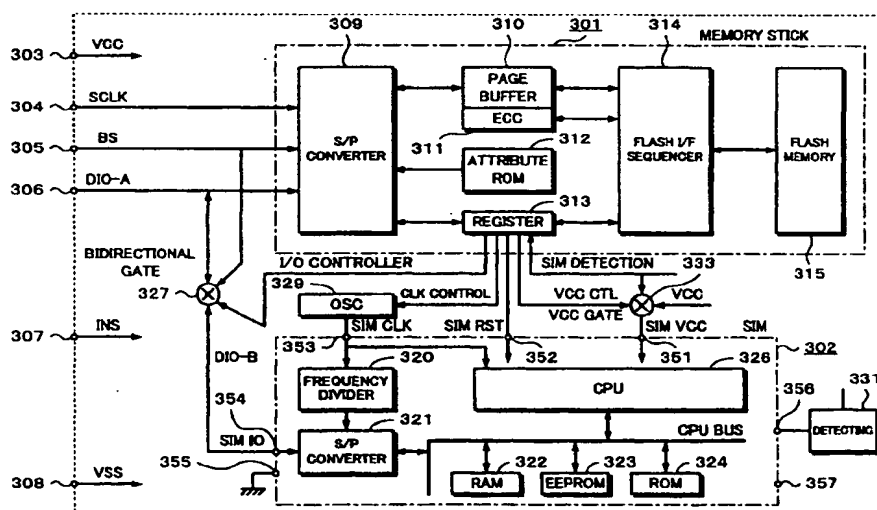 309 310 301 314 MEMORY STICK
303 VCC
304 SCLK
PAGE BUFFER
ECC
305 BS
S/P CONVERTER
311 312
FLASH I/F SEQUENCER
FLASH MEMORY
ATTRIBUTE ROM
306 DIO-A
313
REGISTER
315
BIDIRECTIONAL GATE
I/O CONTROLLER
SIM DETECTION
333
327
329
OSC
CLK CONTROL
VCC CTL
VCC
VCC GATE
307 INS
SIM CLK
SIM RST
SIM VCC
SIM
353 352 351 302
DIO-B
320 326
FREQUENCY DIVIDER
CPU
356 331
354
321
DETECTING
SIM IO
S/P CONVERTER
CPU BUS
355
322 323 324
308 VSS
RAM
EEPROM
ROM
357